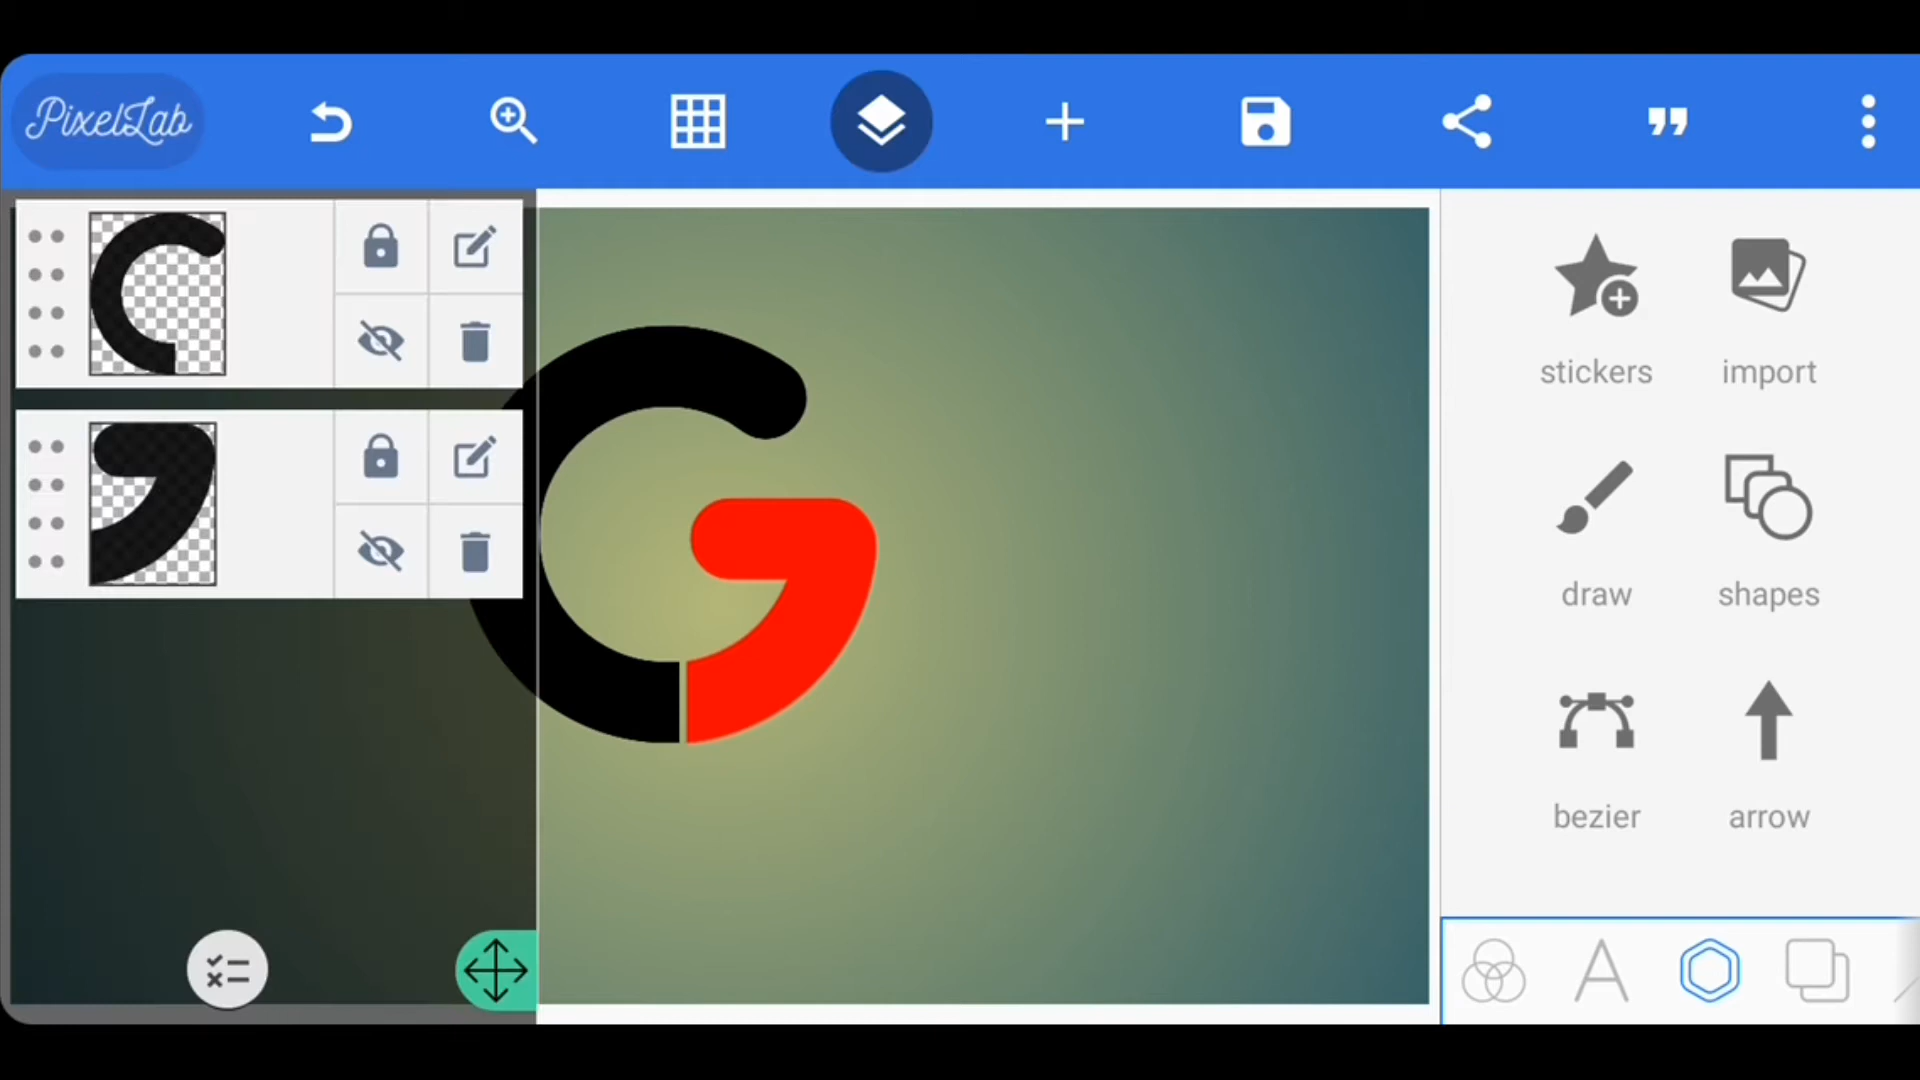 PixelLab
stickers
import
draw
shapes
bezier
arrow